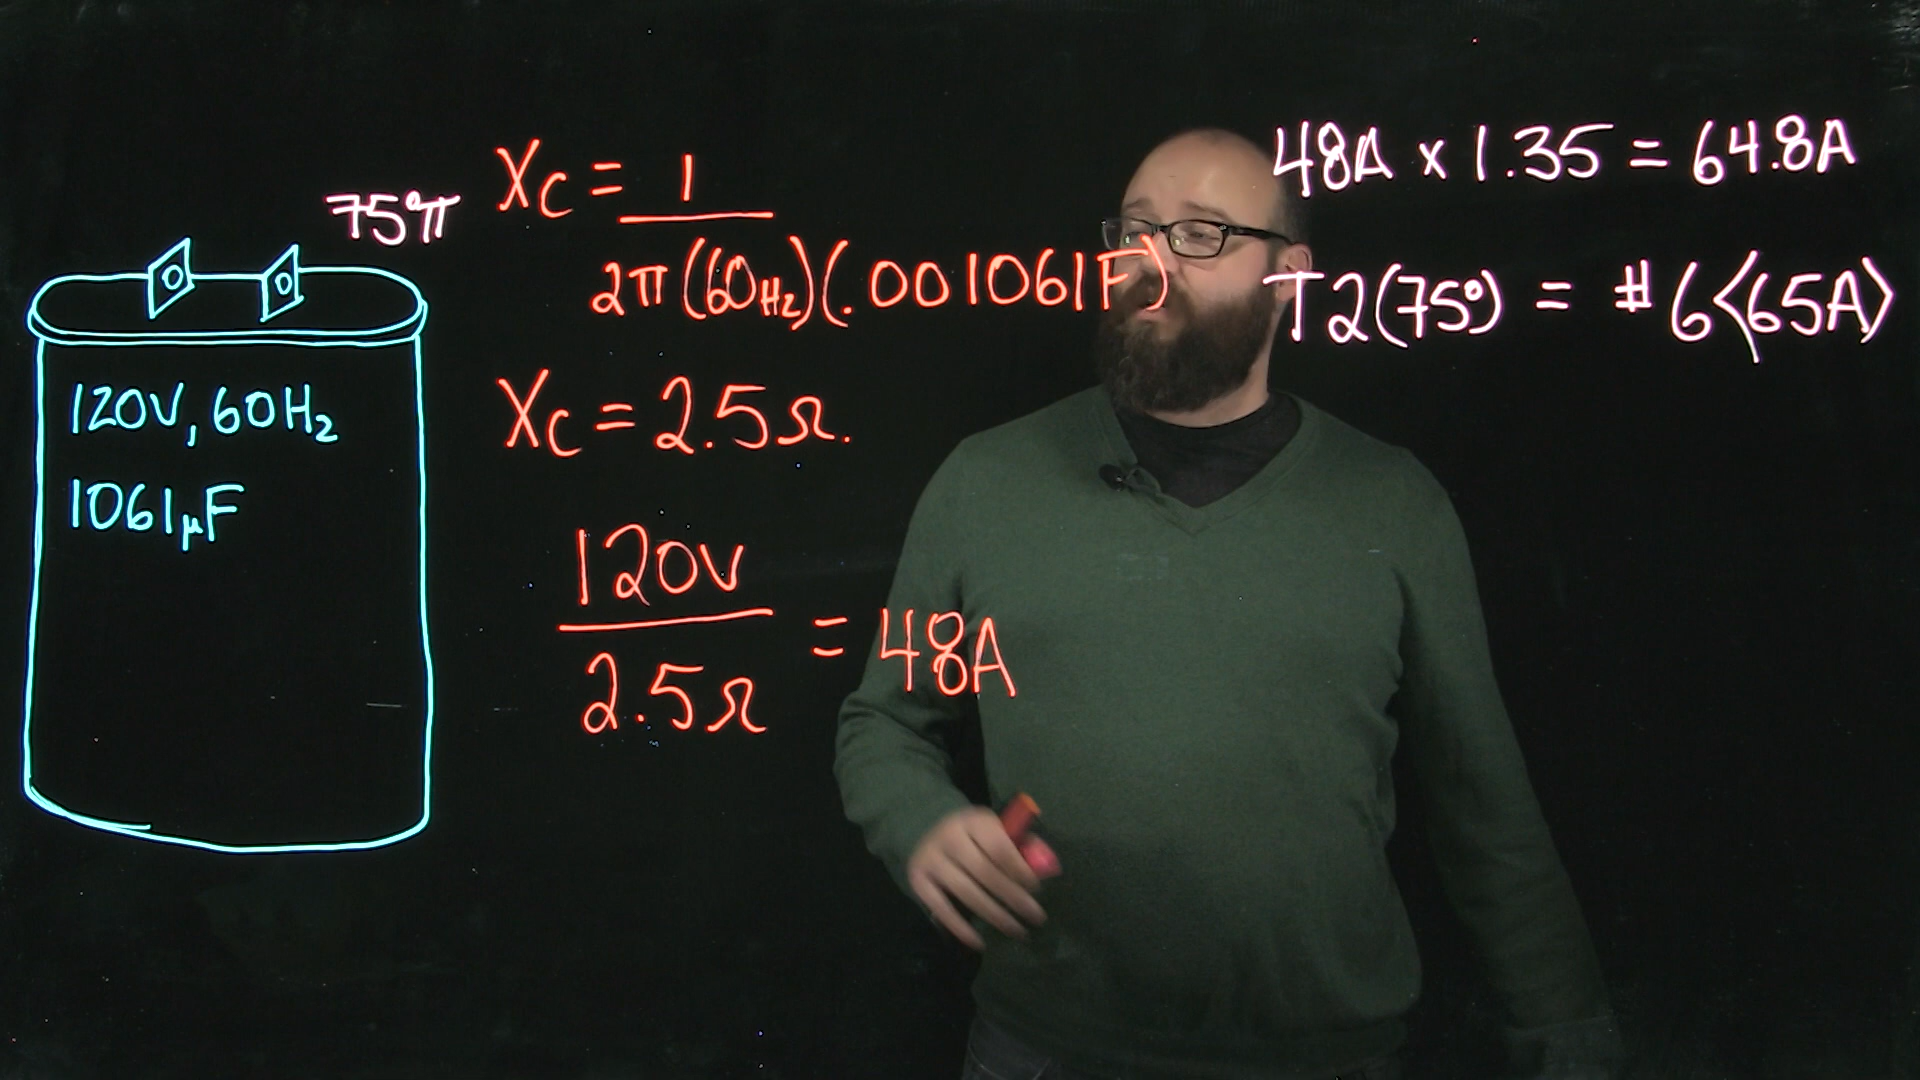 75°π
120V, 60Hz
1061μF
Xc = 1
2π(60Hz)(.001061F)
Xc = 2.5Ω.
120V
2.5Ω
= 48A
48A x 1.35 = 64.8A
T2(75°) = #6<65A>